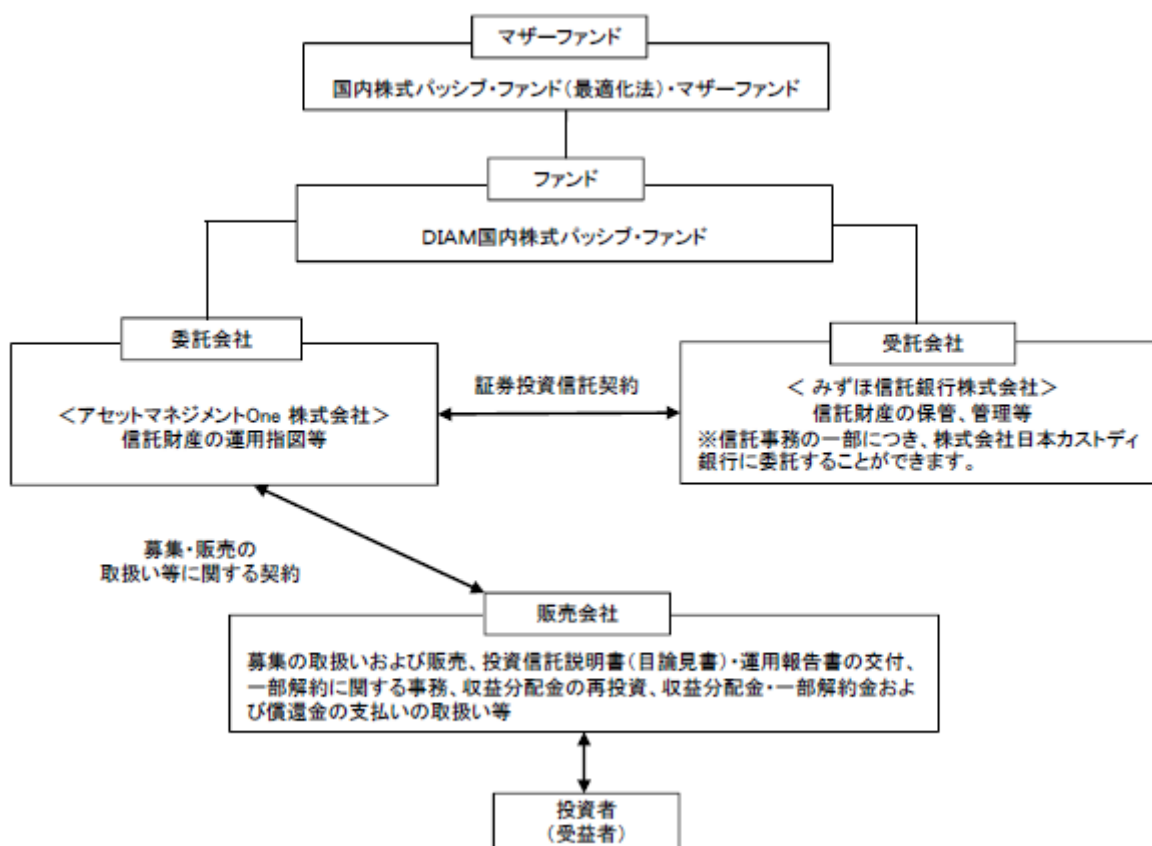 マザーファンド
国内株式パッシブ・ファンド(最適化法)・マザーファンド
ファンド
DIAM国内株式パッシブ・ファンド
委託会社
<アセットマネジメントOne 株式会社>
信託財産の運用指図等
証券投資信託契約
受託会社
< みずほ信託銀行株式会社>
信託財産の保管、管理等
※信託事務の一部につき、株式会社日本カストディ
銀行に委託することができます。
募集・販売の
取扱い等に関する契約
販売会社
募集の取扱いおよび販売、投資信託説明書(目論見書)・運用報告書の交付、
一部解約に関する事務、収益分配金の再投資、収益分配金・一部解約金およ
び償還金の支払いの取扱い等
投資者
(受益者)